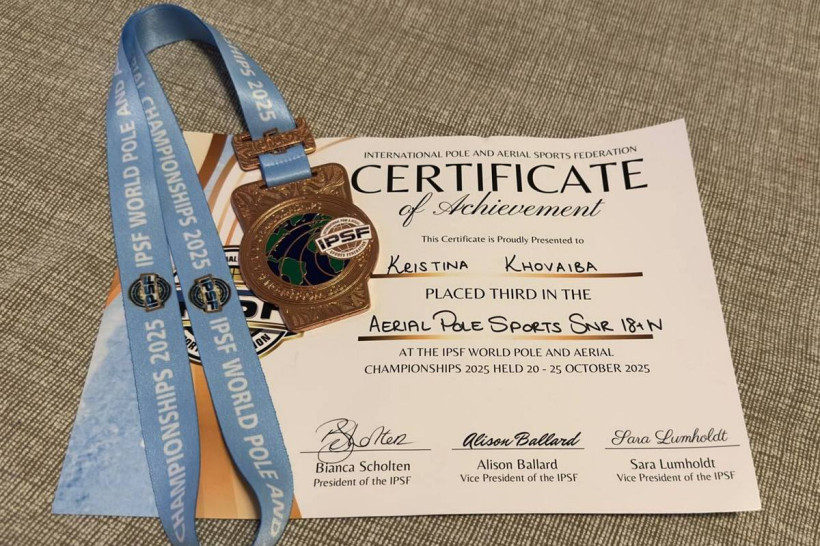 INTERNATIONAL POLE AND AERIAL SPORTS FEDERATION
CERTIFICATE
of Achievement
This Certificate is Proudly Presented to
KRISTINA KHOVAIBA
PLACED THIRD IN THE
AERIAL POLE SPORTS SNR 18+ N
AT THE IPSF WORLD POLE AND AERIAL
CHAMPIONSHIPS 2025 HELD 20 - 25 OCTOBER 2025
BScholten
Alison Ballard
Sara Lumholdt
Bianca Scholten
Alison Ballard
Sara Lumholdt
President of the IPSF
Vice President of the IPSF
Vice President of the IPSF
IPSF WORLD POLE AND
CHAMPIONSHIPS 2025
IPSF
CHAMPIONSHIPS 2025
IPSF
IPSF WORLD POLE AND
2025
IPSF